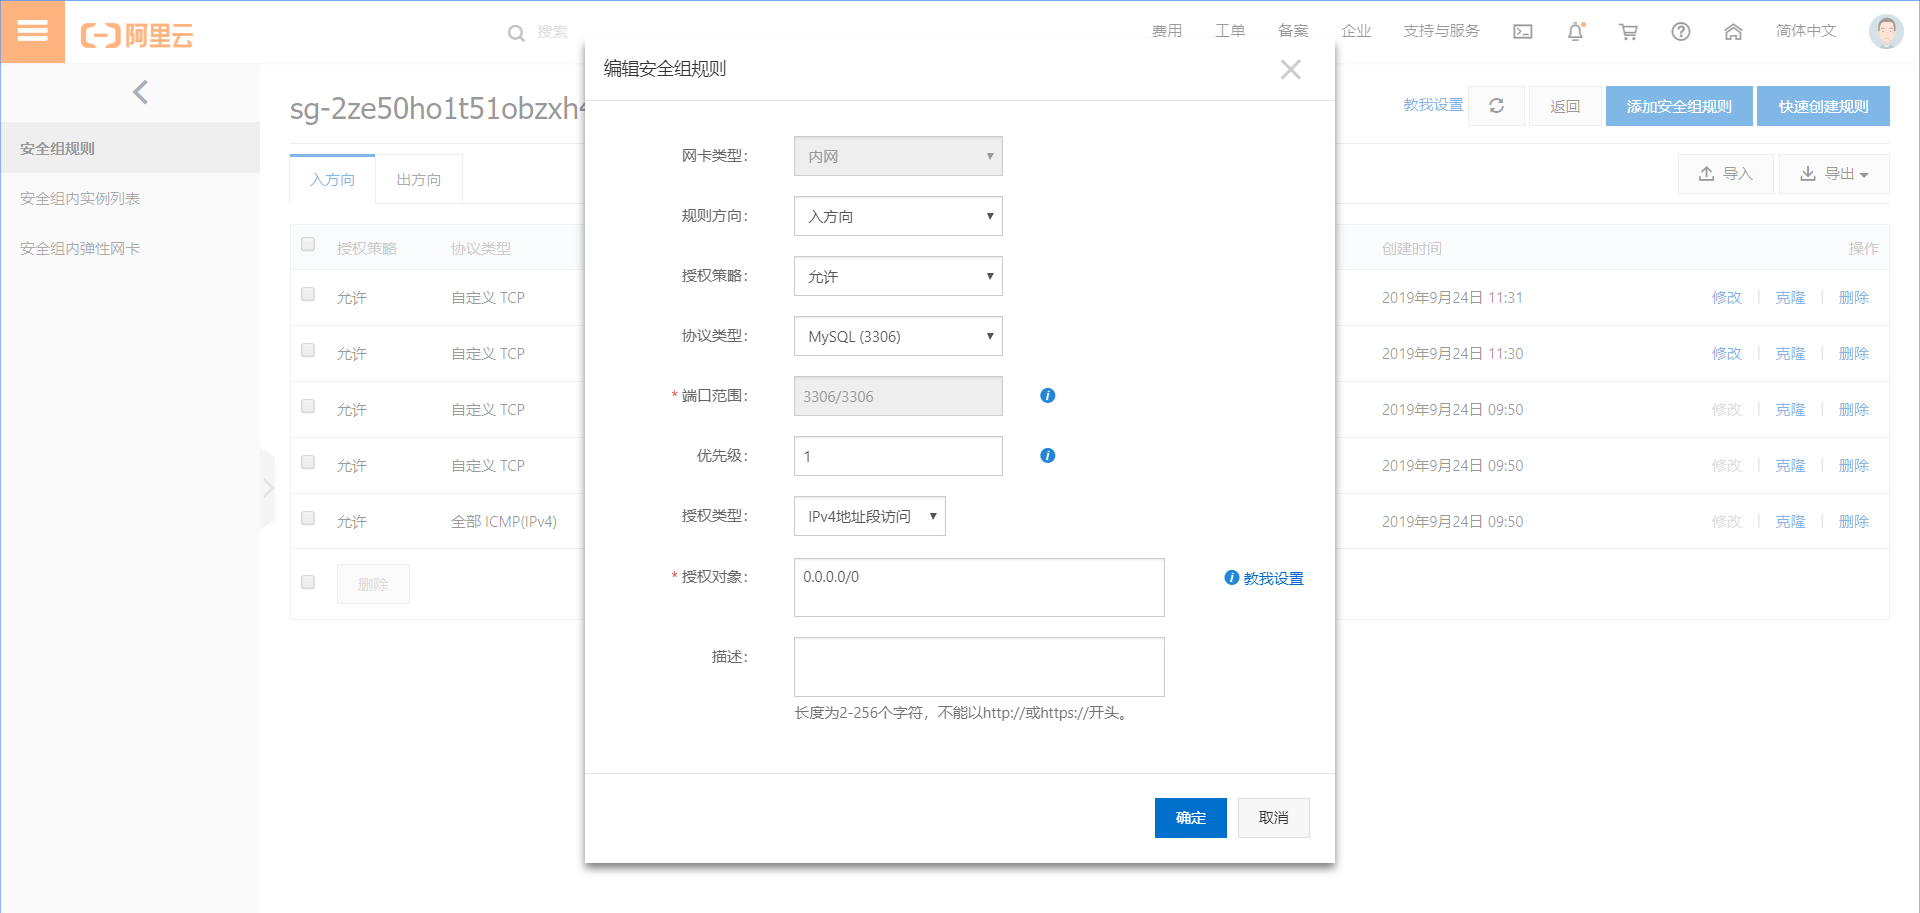 阿里云
搜索
费用 工单 备案 企业 支持与服务 简体中文
sg-2ze50ho1t51obzxh
教我设置 返回 添加安全组规则 快速创建规则
安全组规则
安全组内实例列表
安全组内弹性网卡
入方向 出方向
导入 导出
授权策略 协议类型 创建时间 操作
允许 自定义 TCP 2019年9月24日 11:31 修改 克隆 删除
允许 自定义 TCP 2019年9月24日 11:30 修改 克隆 删除
允许 自定义 TCP 2019年9月24日 09:50 修改 克隆 删除
允许 自定义 TCP 2019年9月24日 09:50 修改 克隆 删除
允许 全部 ICMP(IPv4) 2019年9月24日 09:50 修改 克隆 删除
删除
编辑安全组规则
网卡类型： 内网
规则方向： 入方向
授权策略： 允许
协议类型： MySQL (3306)
* 端口范围： 3306/3306
优先级： 1
授权类型： IPv4地址段访问
* 授权对象： 0.0.0.0/0 教我设置
描述：
长度为2-256个字符，不能以http://或https://开头。
确定 取消